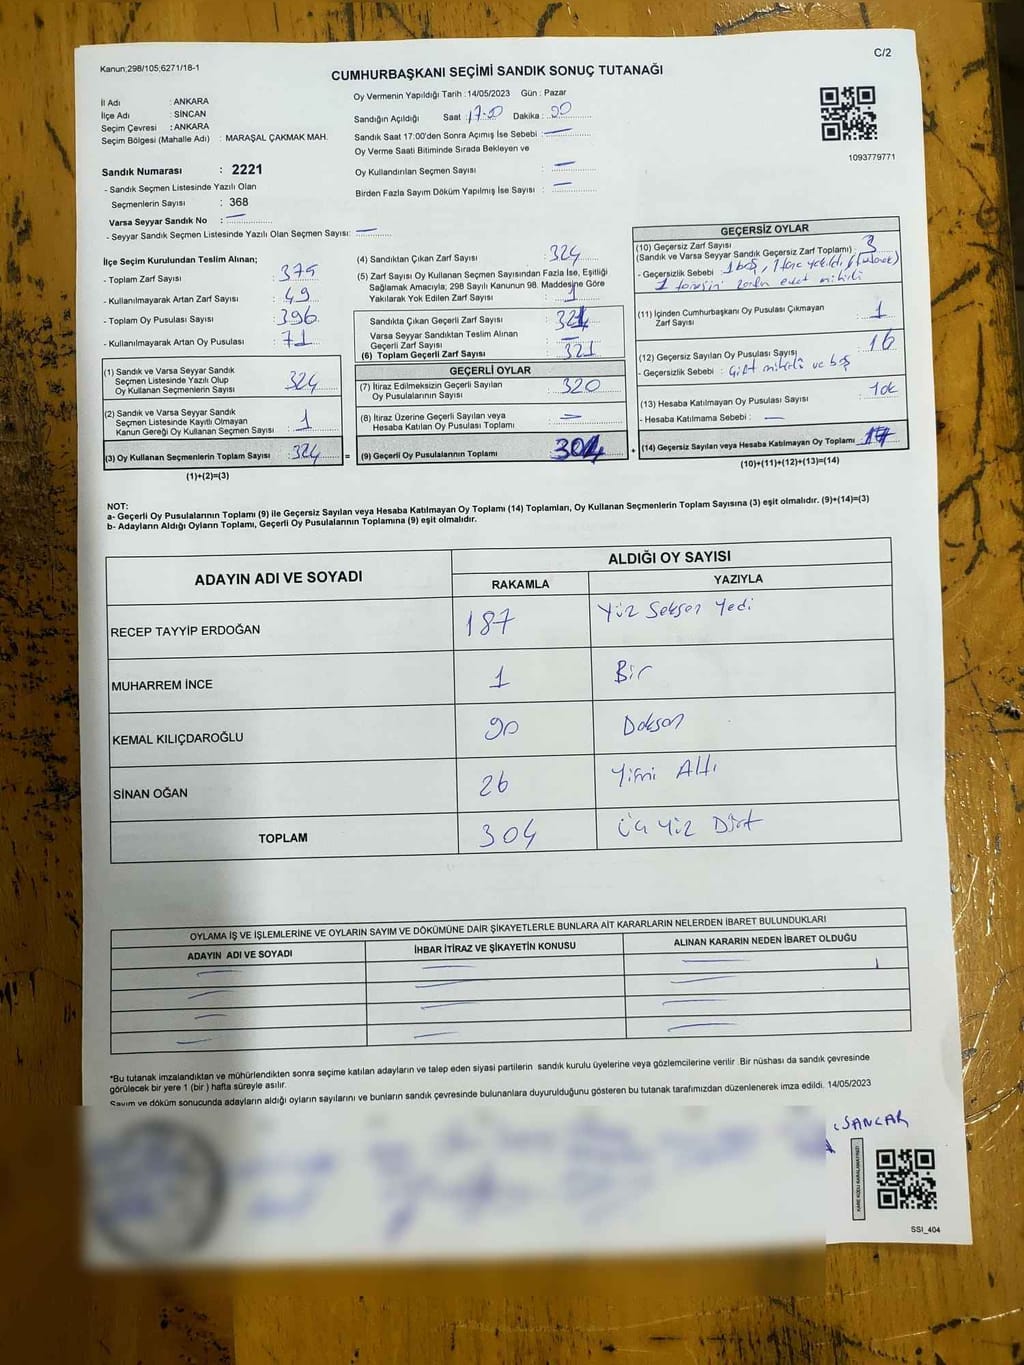 C/2
Kanun;298/105;6271/18-1
CUMHURBAŞKANI SEÇİMİ SANDIK SONUÇ TUTANAĞI
İl Adı : ANKARA
İlçe Adı : SİNCAN
Seçim Çevresi : ANKARA
Seçim Bölgesi (Mahalle Adı) : MARAŞAL ÇAKMAK MAH.
Sandık Numarası : 2221
- Sandık Seçmen Listesinde Yazılı Olan
Seçmenlerin Sayısı : 368
Varsa Seyyar Sandık No : —
- Seyyar Sandık Seçmen Listesinde Yazılı Olan Seçmen Sayısı: —
Oy Vermenin Yapıldığı Tarih : 14/05/2023 Gün : Pazar
Sandığın Açıldığı Saat : 17.00 Dakika : 00
Sandık Saat 17:00'den Sonra Açımış İse Sebebi : —
Oy Verme Saati Bitiminde Sırada Bekleyen ve
Oy Kullandırılan Seçmen Sayısı : —
Birden Fazla Sayım Döküm Yapılmış İse Sayısı : —
1093779771
İlçe Seçim Kurulundan Teslim Alınan;
- Toplam Zarf Sayısı : 375
- Kullanılmayarak Artan Zarf Sayısı : 49
- Toplam Oy Pusulası Sayısı : 396
- Kullanılmayarak Artan Oy Pusulası : 71
(1) Sandık ve Varsa Seyyar Sandık
Seçmen Listesinde Yazılı Olup
Oy Kullanan Seçmenlerin Sayısı : 324
(2) Sandık ve Varsa Seyyar Sandık
Seçmen Listesinde Kayıtlı Olmayan
Kanun Gereği Oy Kullanan Seçmen Sayısı : 1
(3) Oy Kullanan Seçmenlerin Toplam Sayısı : 324 =
(1)+(2)=(3)
(4) Sandıktan Çıkan Zarf Sayısı : 324
(5) Zarf Sayısı Oy Kullanan Seçmen Sayısından Fazla İse, Eşitliği
Sağlamak Amacıyla; 298 Sayılı Kanunun 98. Maddesine Göre
Yakılarak Yok Edilen Zarf Sayısı : 1
Sandıkta Çıkan Geçerli Zarf Sayısı : 321
Varsa Seyyar Sandıktan Teslim Alınan
Geçerli Zarf Sayısı : —
(6) Toplam Geçerli Zarf Sayısı : 321
GEÇERLİ OYLAR
(7) İtiraz Edilmeksizin Geçerli Sayılan
Oy Pusulalarının Sayısı : 320
(8) İtiraz Üzerine Geçerli Sayılan veya
Hesaba Katılan Oy Pusulası Toplamı : —
(9) Geçerli Oy Pusulalarının Toplamı : 304 +
GEÇERSİZ OYLAR
(10) Geçersiz Zarf Sayısı
(Sandık ve Varsa Seyyar Sandık Geçersiz Zarf Toplamı) : 3
- Geçersizlik Sebebi : 1 boş, 1 tane yakıldı, (tutanak)
(11) İçinden Cumhurbaşkanı Oy Pusulası Çıkmayan
Zarf Sayısı : 1
(12) Geçersiz Sayılan Oy Pusulası Sayısı : 16
- Geçersizlik Sebebi : Çift mühürlü ve boş
(13) Hesaba Katılmayan Oy Pusulası Sayısı :
- Hesaba Katılmama Sebebi : —
(14) Geçersiz Sayılan veya Hesaba Katılmayan Oy Toplamı :
(10)+(11)+(12)+(13)=(14)
NOT:
a- Geçerli Oy Pusulalarının Toplamı (9) ile Geçersiz Sayılan veya Hesaba Katılmayan Oy Toplamı (14) Toplamları, Oy Kullanan Seçmenlerin Toplam Sayısına (3) eşit olmalıdır. (9)+(14)=(3)
b- Adayların Aldığı Oyların Toplamı, Geçerli Oy Pusulalarının Toplamına (9) eşit olmalıdır.
ADAYIN ADI VE SOYADI ALDIĞI OY SAYISI
RAKAMLA YAZIYLA
RECEP TAYYİP ERDOĞAN 187 Yüz Seksen Yedi
MUHARREM İNCE 1 Bir
KEMAL KILIÇDAROĞLU 90 Doksan
SİNAN OĞAN 26 Yirmi Altı
TOPLAM 304 Üç Yüz Dört
OYLAMA İŞ VE İŞLEMLERİNE VE OYLARIN SAYIM VE DÖKÜMÜNE DAİR ŞİKAYETLERLE BUNLARA AİT KARARLARIN NELERDEN İBARET BULUNDUKLARI
ADAYIN ADI VE SOYADI İHBAR İTİRAZ VE ŞİKAYETİN KONUSU ALINAN KARARIN NEDEN İBARET OLDUĞU
*Bu tutanak imzalandıktan ve mühürlendikten sonra seçime katılan adayların ve talep eden siyasi partilerin sandık kurulu üyelerine veya gözlemcilerine verilir. Bir nüshası da sandık çevresinde
görülecek bir yere 1 (bir) hafta süreyle asılır.
Sayım ve döküm sonucunda adayların aldığı oyların sayılarını ve bunların sandık çevresinde bulunanlara duyurulduğunu gösteren bu tutanak tarafımızdan düzenlenerek imza edildi. 14/05/2023
SANCAR
KARE KODU KARALAMAYINIZ!
SSI_404